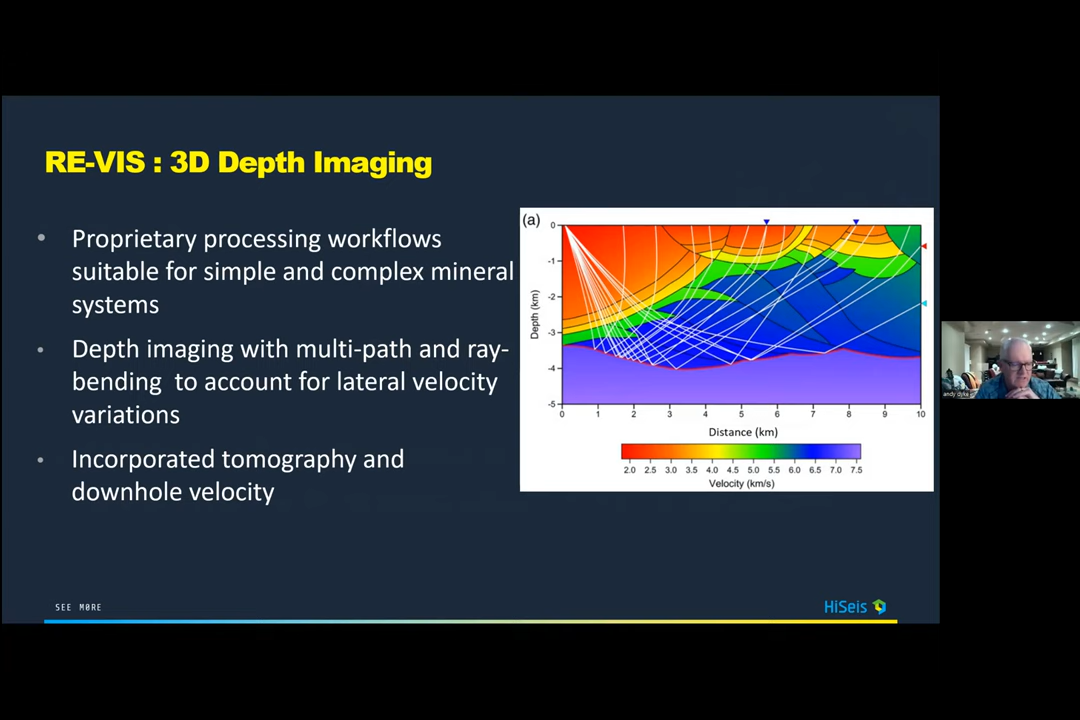 RE-VIS : 3D Depth Imaging
• Proprietary processing workflows
suitable for simple and complex mineral
systems
• Depth imaging with multi-path and ray-
bending to account for lateral velocity
variations
• Incorporated tomography and
downhole velocity
(a)
Depth (km)
0
-1
-2
-3
-4
-5
0 1 2 3 4 5 6 7 8 9 10
Distance (km)
2.0 2.5 3.0 3.5 4.0 4.5 5.0 5.5 6.0 6.5 7.0 7.5
Velocity (km/s)
andy dyke
SEE MORE
HiSeis